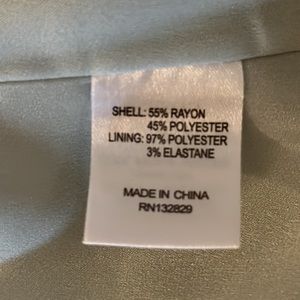 SHELL: 55% RAYON
45% POLYESTER
LINING: 97% POLYESTER
3% ELASTANE
MADE IN CHINA
RN132829